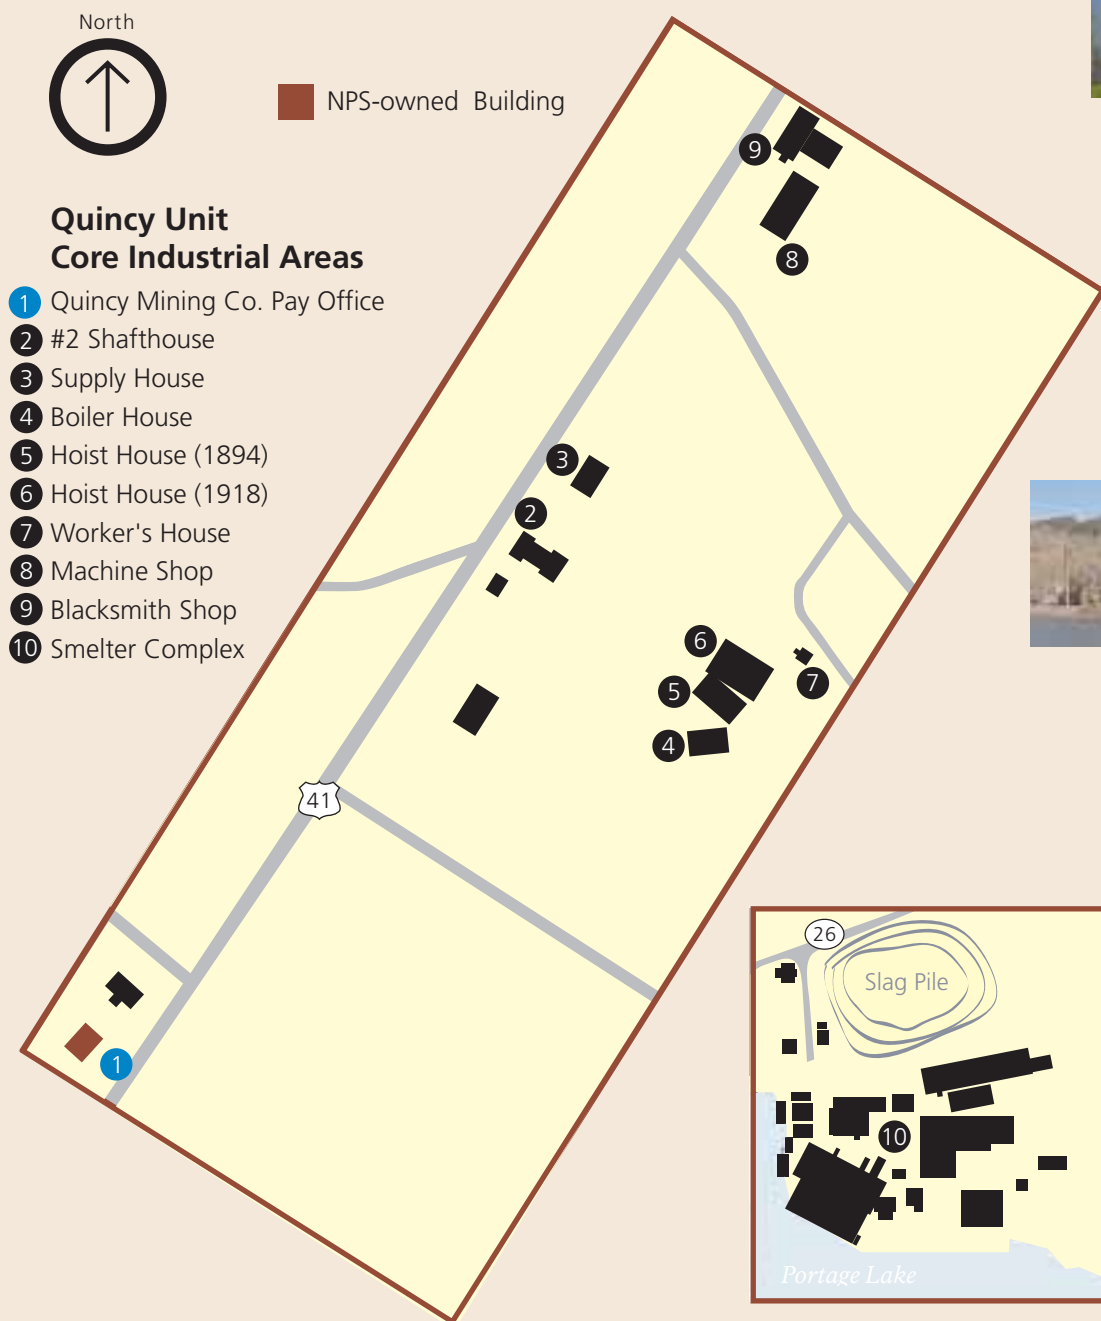 North
NPS-owned Building
Quincy Unit
Core Industrial Areas
1 Quincy Mining Co. Pay Office
2 #2 Shafthouse
3 Supply House
4 Boiler House
5 Hoist House (1894)
6 Hoist House (1918)
7 Worker's House
8 Machine Shop
9 Blacksmith Shop
10 Smelter Complex
9
8
3
2
6
5
7
4
41
1
26
Slag Pile
10
Portage Lake